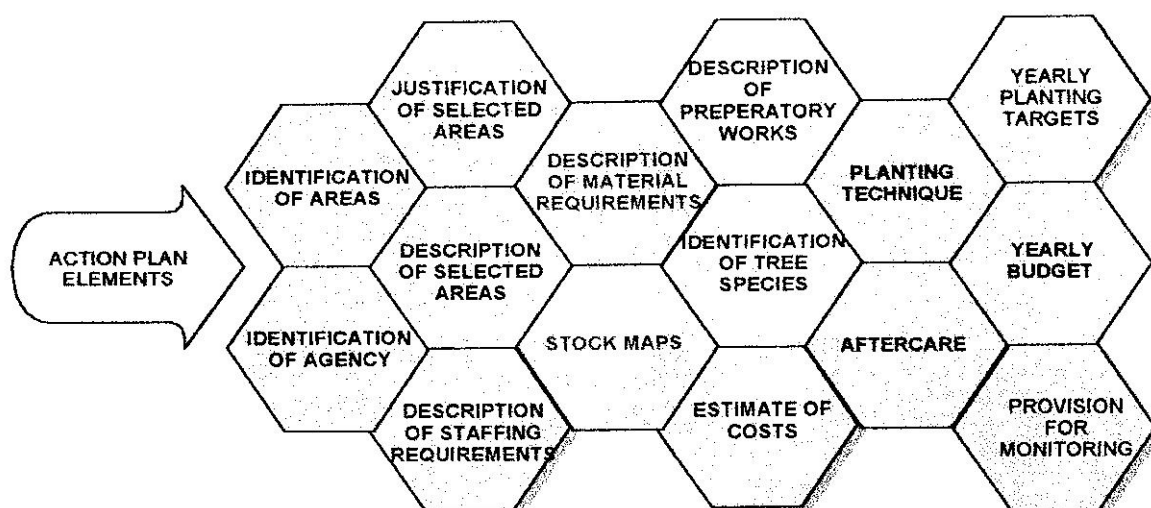 ACTION PLAN
ELEMENTS
IDENTIFICATION
OF AREAS
IDENTIFICATION
OF AGENCY
JUSTIFICATION
OF SELECTED
AREAS
DESCRIPTION
OF SELECTED
AREAS
DESCRIPTION
OF STAFFING
REQUIREMENTS
DESCRIPTION
OF MATERIAL
REQUIREMENTS
STOCK MAPS
DESCRIPTION
OF
PREPERATORY
WORKS
IDENTIFICATION
OF TREE
SPECIES
ESTIMATE OF
COSTS
PLANTING
TECHNIQUE
AFTERCARE
YEARLY
PLANTING
TARGETS
YEARLY
BUDGET
PROVISION
FOR
MONITORING